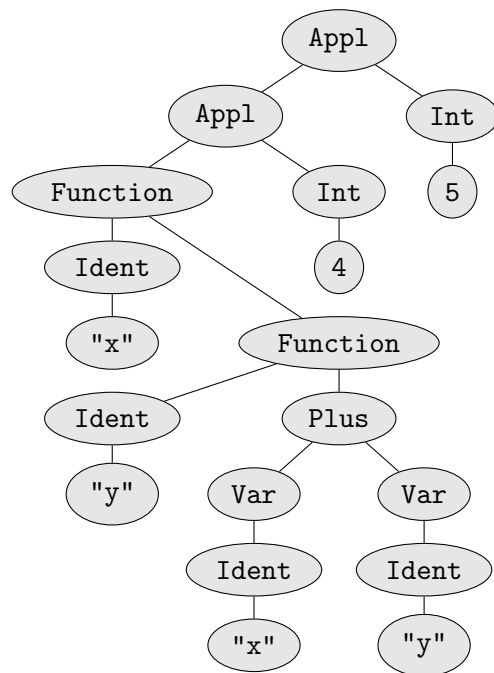 Appl
Appl Int
Function Int 5
Ident 4
"x" Function
Ident Plus
"y" Var Var
Ident Ident
"x" "y"